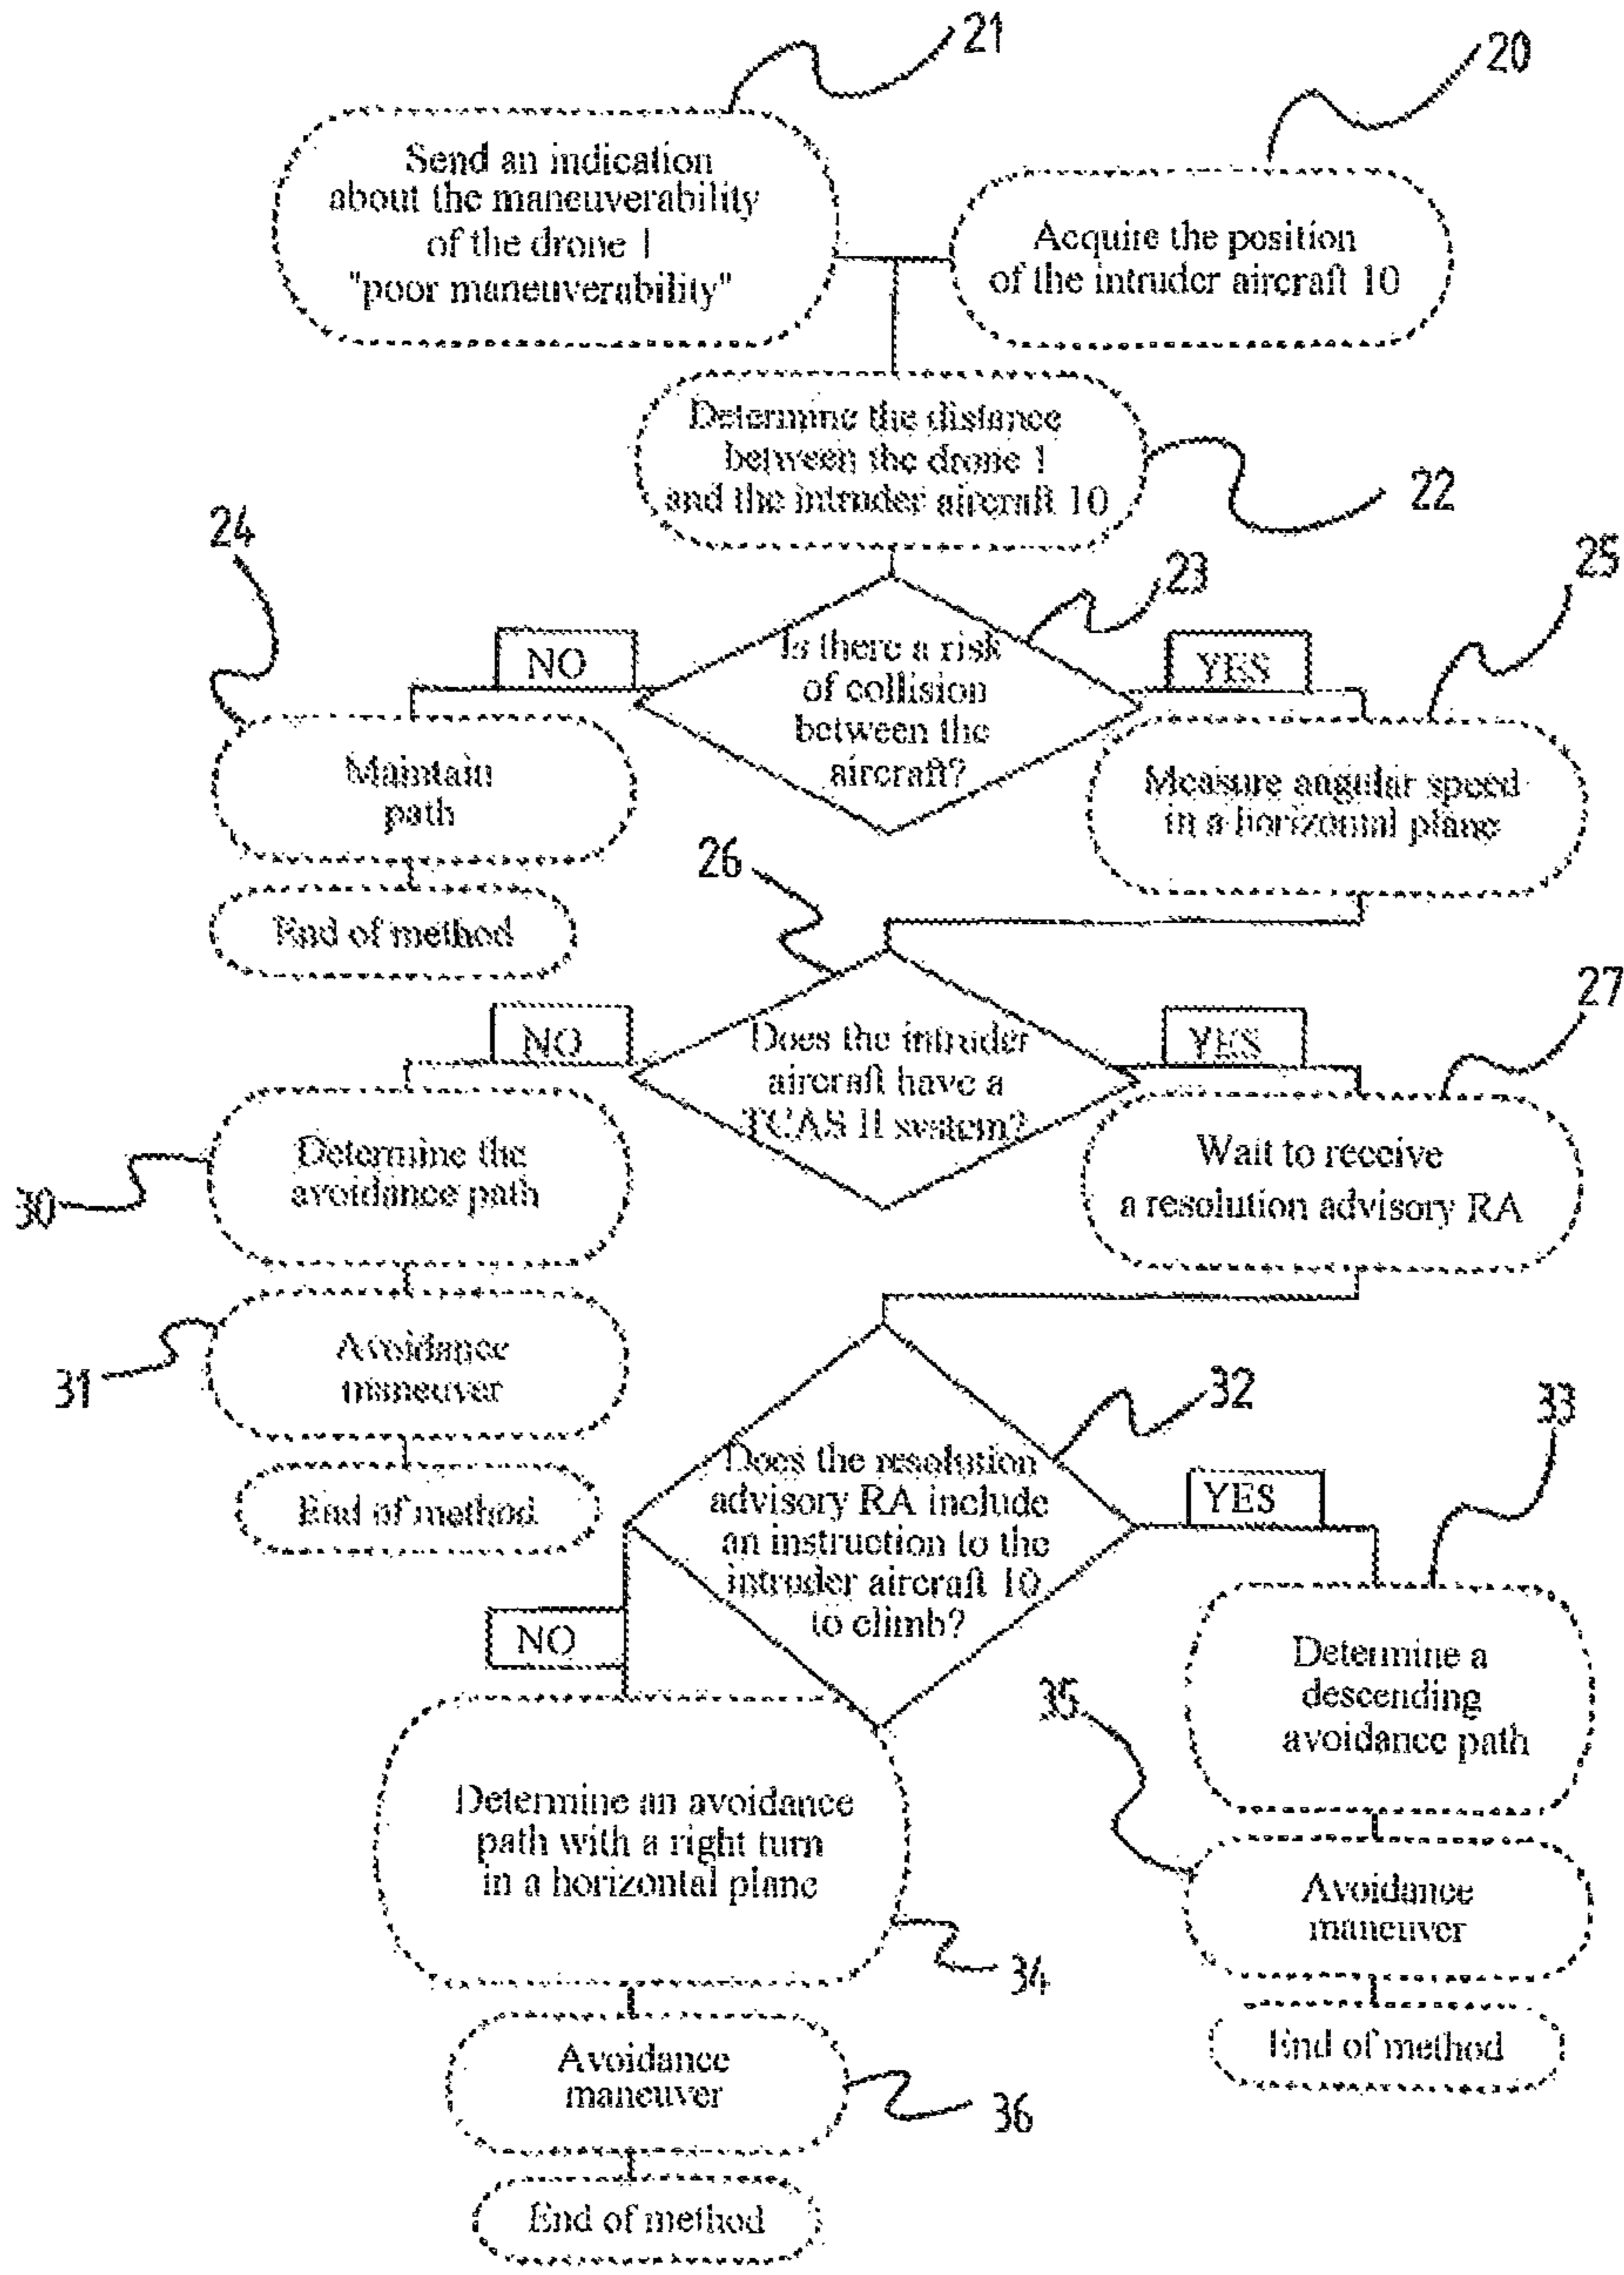 21
20
Send an indication
about the maneuverability
of the drone 1
"poor maneuverability"
Acquire the position
of the intruder aircraft 10
Determine the distance
between the drone 1
and the intruder aircraft 10
22
24
23
25
NO
Is there a risk
of collision
between the
aircraft?
YES
Maintain
path
Measure angular speed
in a horizontal plane
End of method
26
27
NO
Does the intruder
aircraft have a
TCAS II system?
YES
Determine the
avoidance path
30
Wait to receive
a resolution advisory RA
Avoidance
maneuver
31
32
33
End of method
Does the resolution
advisory RA include
an instruction to the
intruder aircraft 10
to climb?
YES
NO
Determine a
descending
avoidance path
35
Determine an avoidance
path with a right turn
in a horizontal plane
34
Avoidance
maneuver
End of method
Avoidance
maneuver
36
End of method